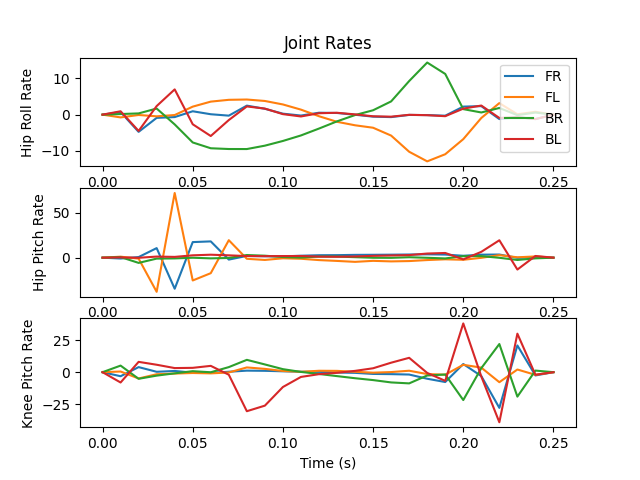 Joint Rates
Hip Roll Rate
10
0
−10
FR
FL
BR
BL
0.00 0.05 0.10 0.15 0.20 0.25
Hip Pitch Rate
50
0
0.00 0.05 0.10 0.15 0.20 0.25
Knee Pitch Rate
25
0
−25
0.00 0.05 0.10 0.15 0.20 0.25
Time (s)